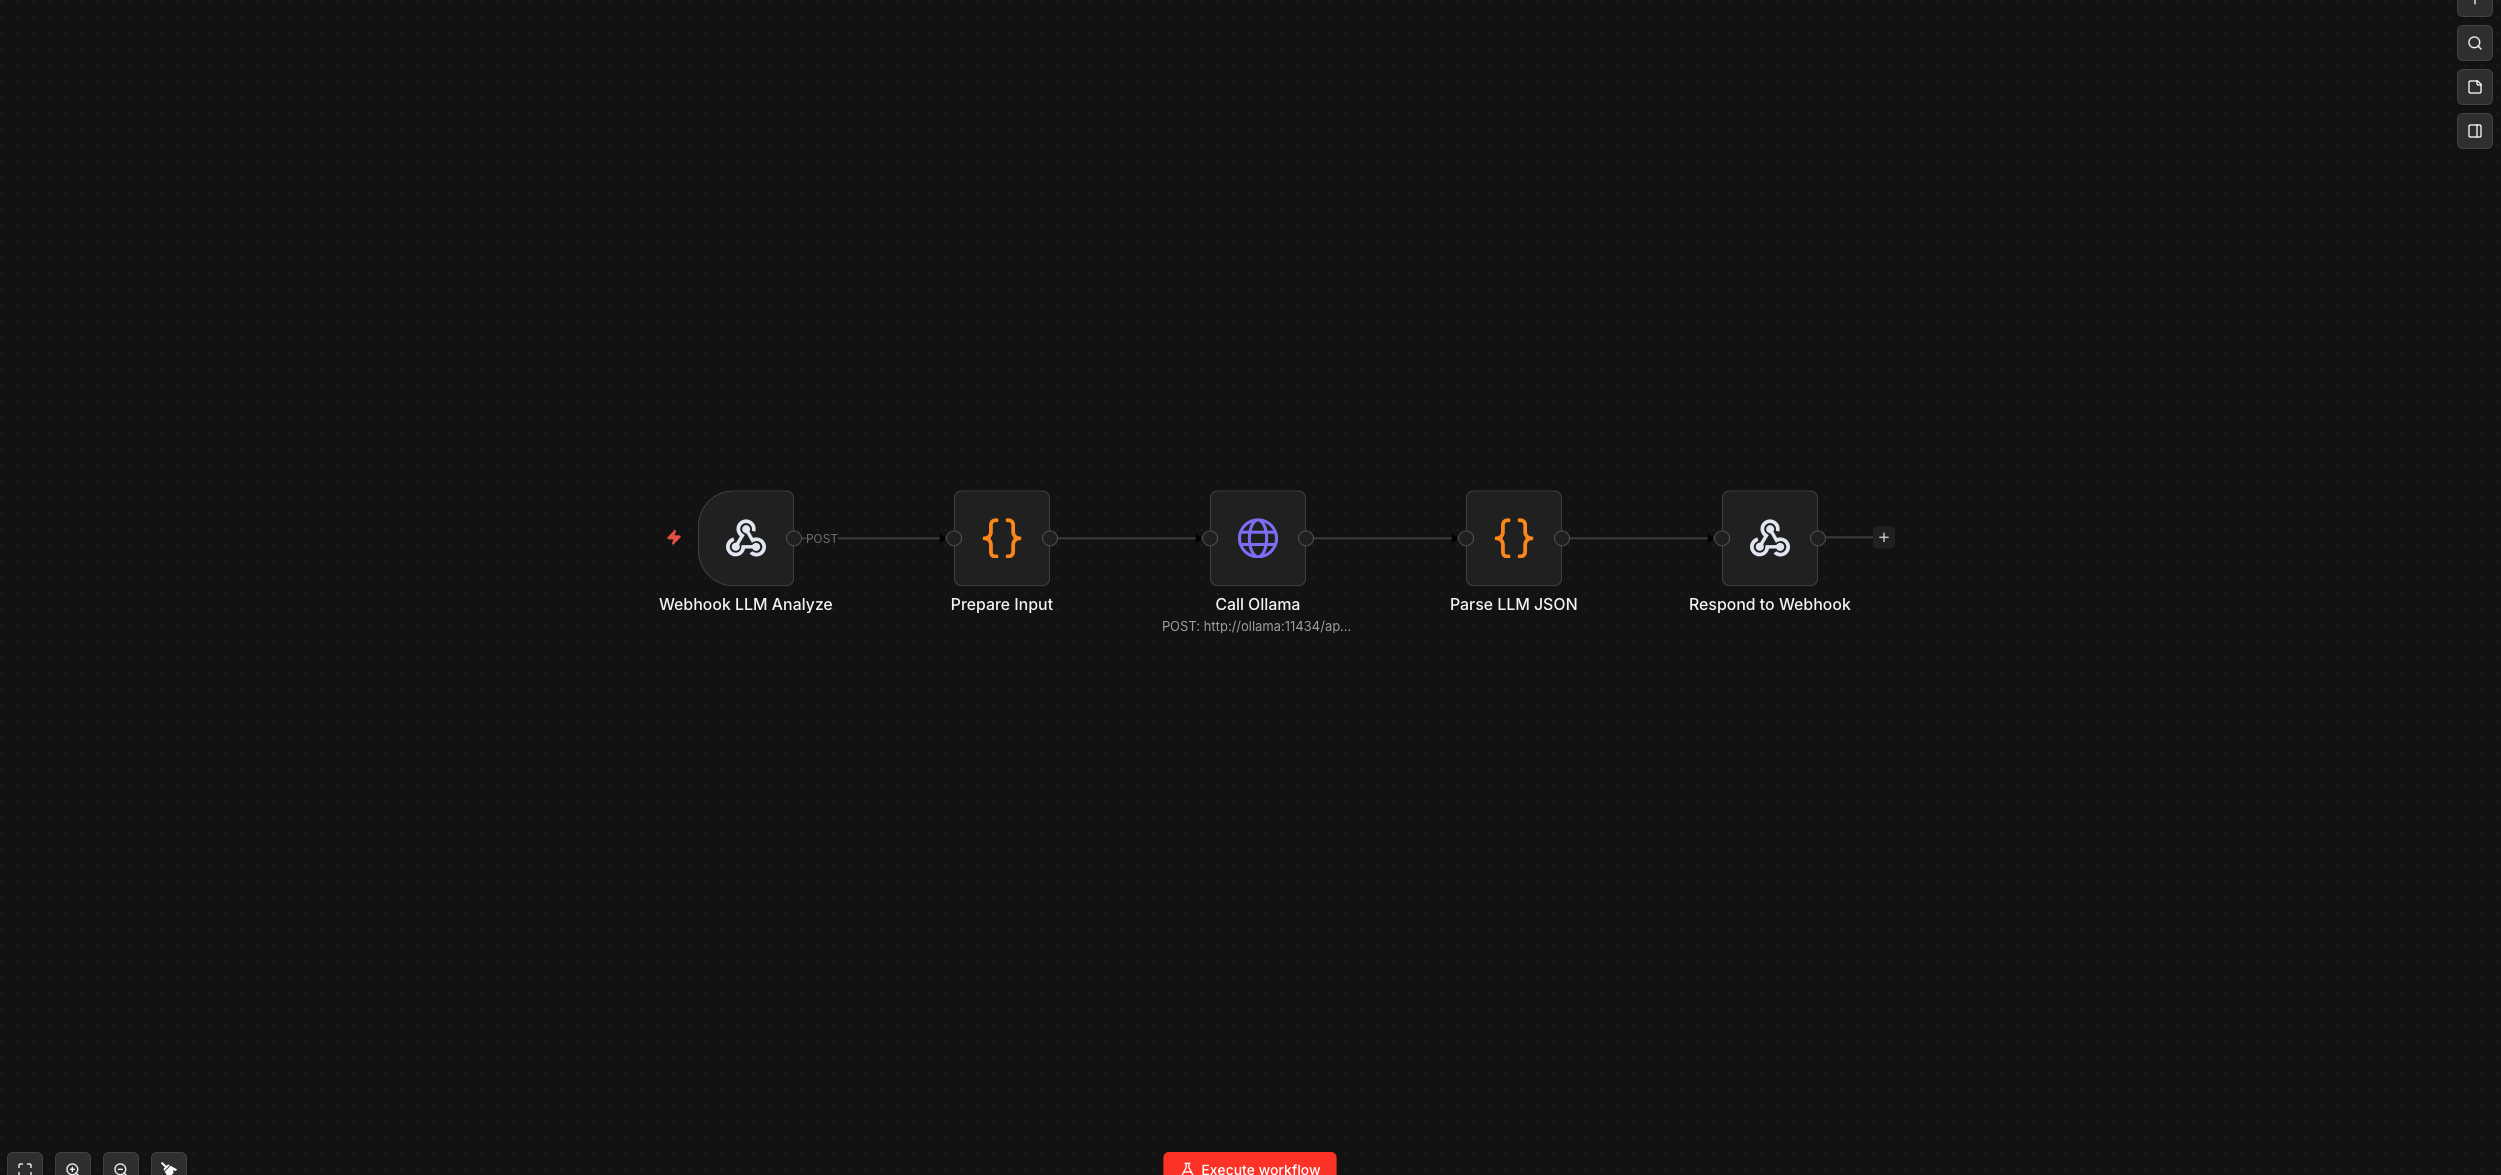 POST
Webhook LLM Analyze
Prepare Input
Call Ollama
POST: http://ollama:11434/ap...
Parse LLM JSON
Respond to Webhook
Execute workflow